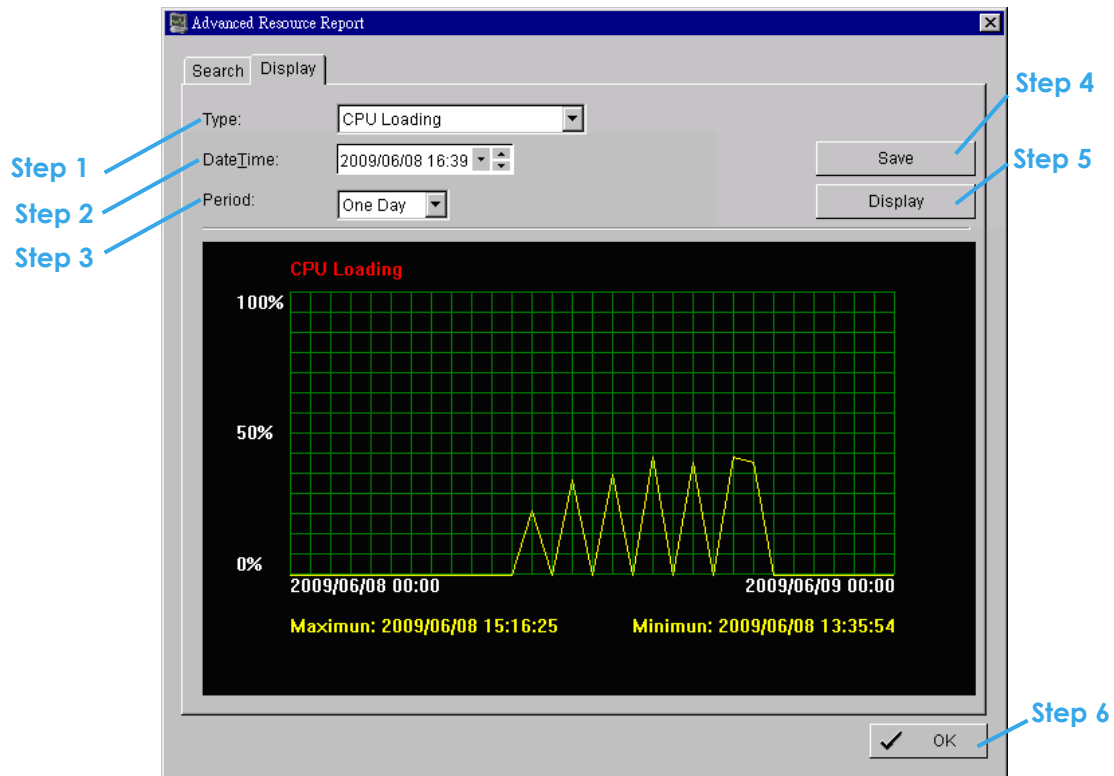 Advanced Resource Report
Search Display
Step 4
Type: CPU Loading
Step 1
DateTime: 2009/06/08 16:39
Save
Step 5
Step 2
Period: One Day
Display
Step 3
CPU Loading
100%
50%
0%
2009/06/08 00:00 2009/06/09 00:00
Maximun: 2009/06/08 15:16:25 Minimun: 2009/06/08 13:35:54
Step 6
OK